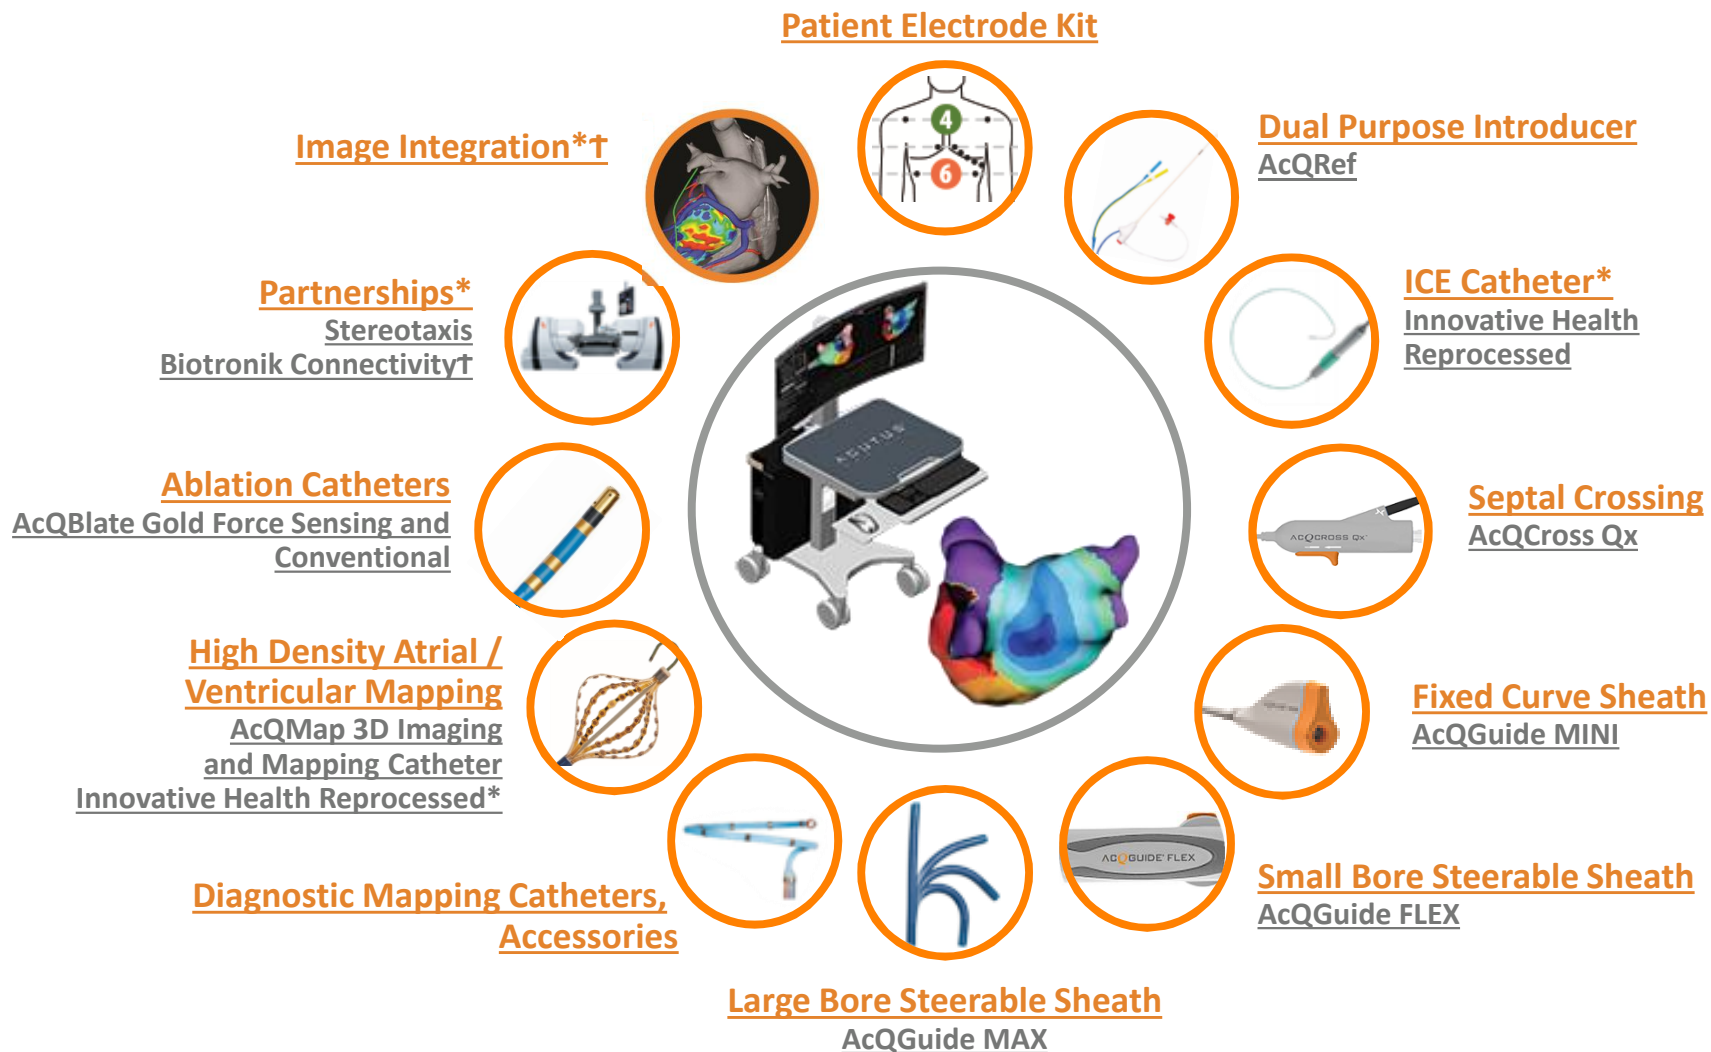 Patient Electrode Kit
4
6
Dual Purpose Introducer
AcQRef
ICE Catheter*
Innovative Health
Reprocessed
Septal Crossing
AcQCross Qx
ACQCROSS Qx
Fixed Curve Sheath
AcQGuide MINI
Small Bore Steerable Sheath
AcQGuide FLEX
ACQGUIDE® FLEX
Large Bore Steerable Sheath
AcQGuide MAX
Diagnostic Mapping Catheters,
Accessories
High Density Atrial /
Ventricular Mapping
AcQMap 3D Imaging
and Mapping Catheter
Innovative Health Reprocessed*
Ablation Catheters
AcQBlate Gold Force Sensing and
Conventional
Partnerships*
Stereotaxis
Biotronik Connectivity†
Image Integration*†
ACUTUS